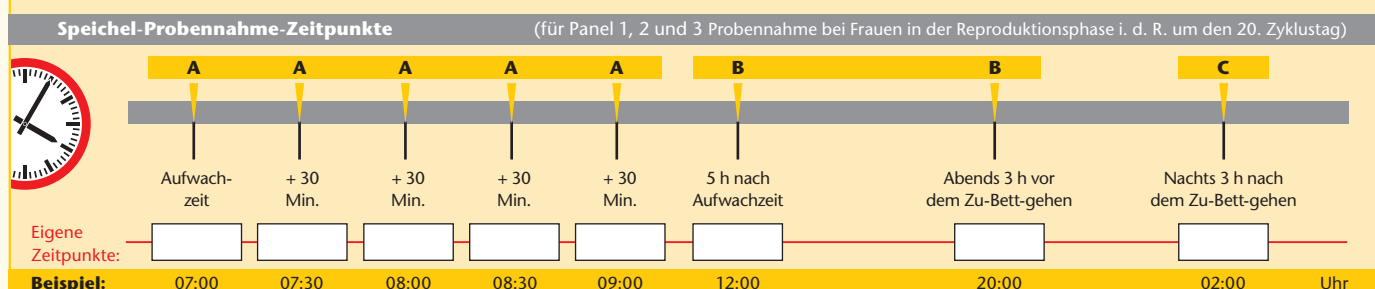 Speichel-Probennahme-Zeitpunkte (für Panel 1, 2 und 3 Probennahme bei Frauen in der Reproduktionsphase i. d. R. um den 20. Zyklustag)
A A A A A B B C
Aufwach- + 30 + 30 + 30 + 30 5 h nach Abends 3 h vor Nachts 3 h nach
zeit Min. Min. Min. Min. Aufwachzeit dem Zu-Bett-gehen dem Zu-Bett-gehen
Eigene
Zeitpunkte:
Beispiel: 07:00 07:30 08:00 08:30 09:00 12:00 20:00 02:00 Uhr